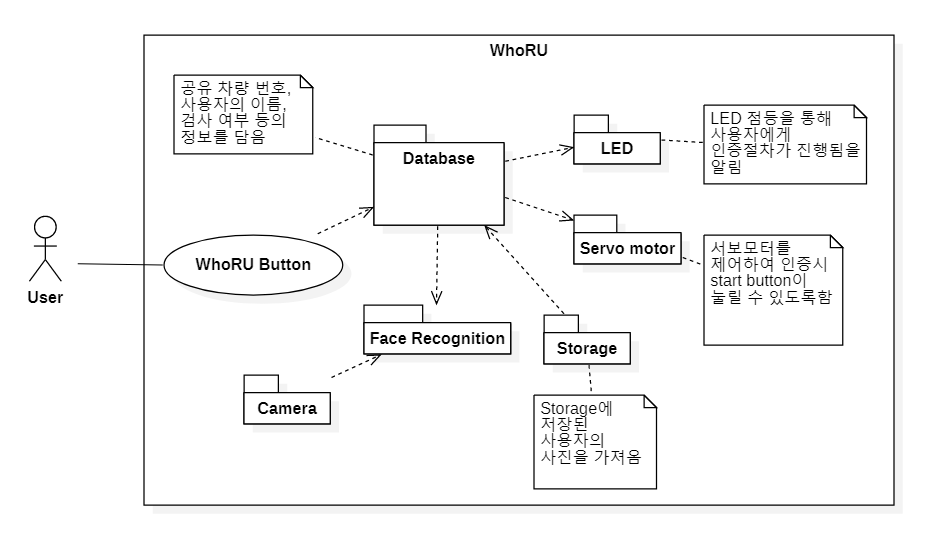 WhoRU
공유 차량 번호,
사용자의 이름,
검사 여부 등의
정보를 담음
Database
LED
LED 점등을 통해
사용자에게
인증절차가 진행됨을
알림
User
WhoRU Button
Servo motor
서보모터를
제어하여 인증시
start button이
눌릴 수 있도록함
Face Recognition
Storage
Camera
Storage에
저장된
사용자의
사진을 가져옴